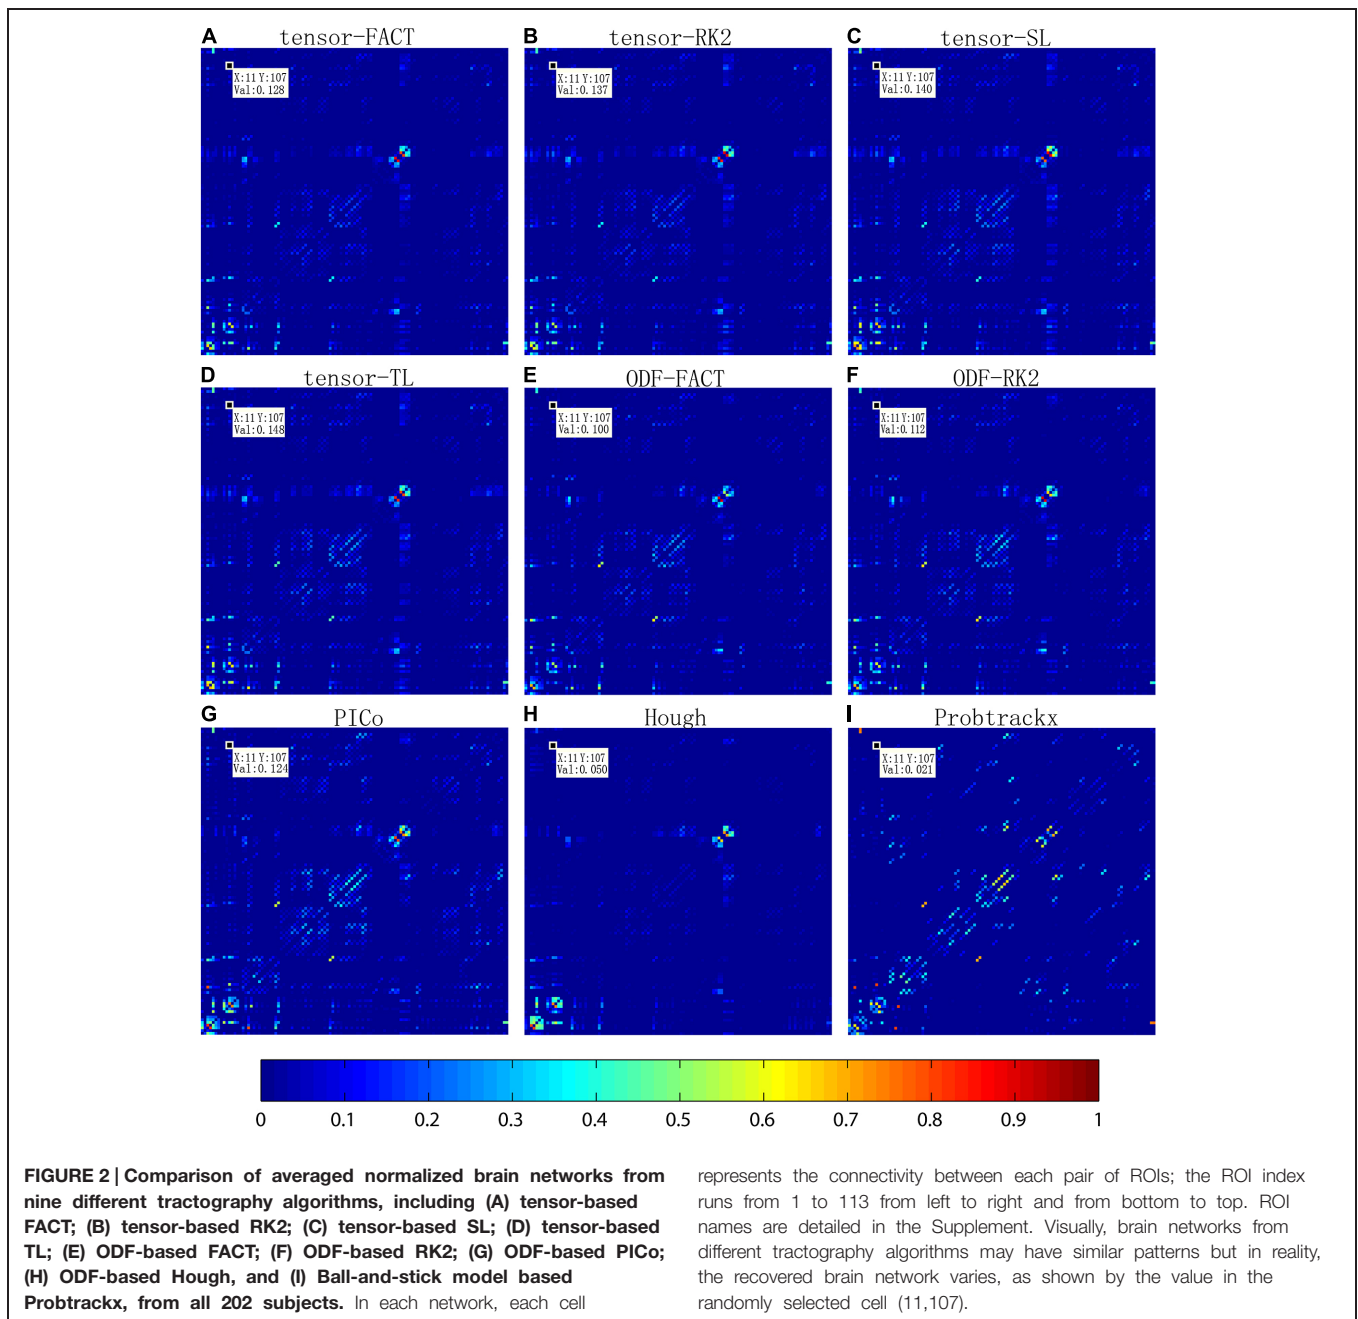 A tensor-FACT
B tensor-RK2
C tensor-SL
X:11 Y:107
Val:0.128
X:11 Y:107
Val:0.137
X:11 Y:107
Val:0.140
D tensor-TL
E ODF-FACT
F ODF-RK2
X:11 Y:107
Val:0.148
X:11 Y:107
Val:0.100
X:11 Y:107
Val:0.112
G PICo
H Hough
I Probtrackx
X:11 Y:107
Val:0.124
X:11 Y:107
Val:0.050
X:11 Y:107
Val:0.021
0 0.1 0.2 0.3 0.4 0.5 0.6 0.7 0.8 0.9 1
FIGURE 2 | Comparison of averaged normalized brain networks from
nine different tractography algorithms, including (A) tensor-based
FACT; (B) tensor-based RK2; (C) tensor-based SL; (D) tensor-based
TL; (E) ODF-based FACT; (F) ODF-based RK2; (G) ODF-based PICo;
(H) ODF-based Hough, and (I) Ball-and-stick model based
Probtrackx, from all 202 subjects. In each network, each cell
represents the connectivity between each pair of ROIs; the ROI index
runs from 1 to 113 from left to right and from bottom to top. ROI
names are detailed in the Supplement. Visually, brain networks from
different tractography algorithms may have similar patterns but in reality,
the recovered brain network varies, as shown by the value in the
randomly selected cell (11,107).